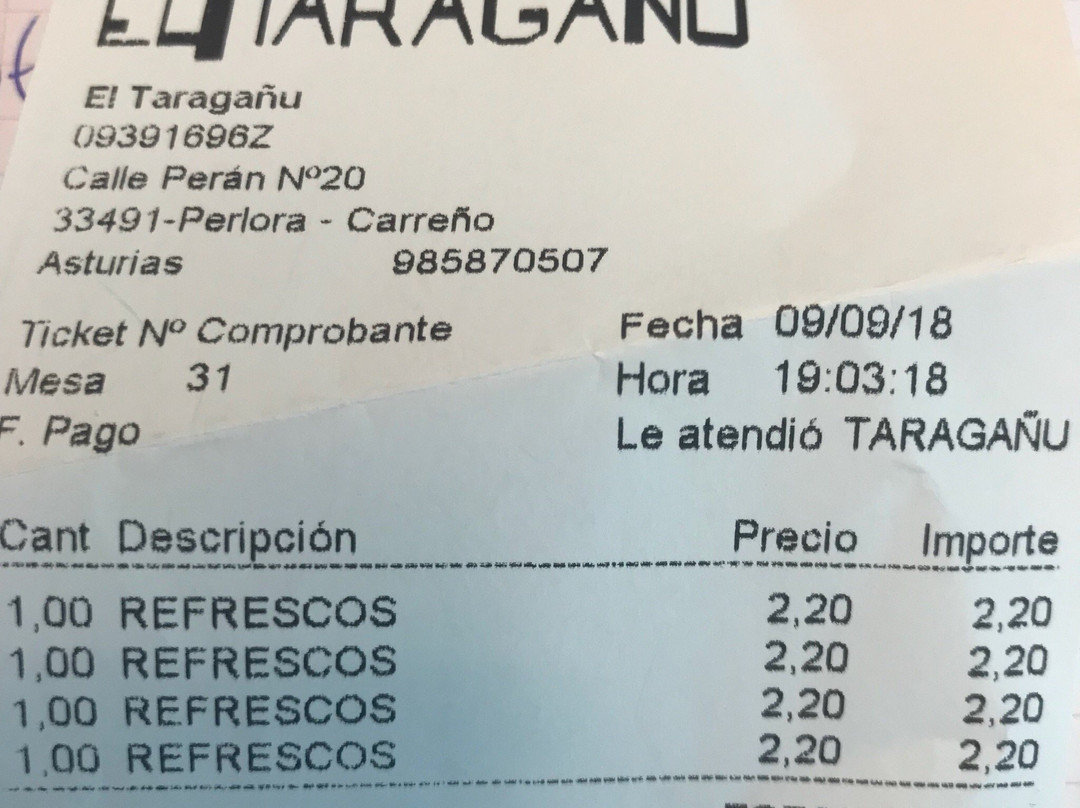 EL TARAGAÑU
El Taragañu
09391696Z
Calle Perán Nº20
33491-Perlora - Carreño
Asturias 985870507
Ticket Nº Comprobante Fecha 09/09/18
Mesa 31 Hora 19:03:18
F. Pago Le atendió TARAGAÑU
Cant Descripción Precio Importe
1,00 REFRESCOS 2,20 2,20
1,00 REFRESCOS 2,20 2,20
1,00 REFRESCOS 2,20 2,20
1,00 REFRESCOS 2,20 2,20